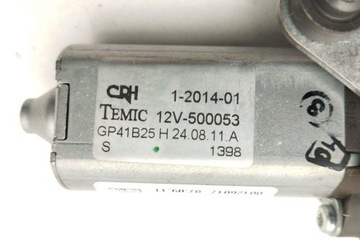 CRH 1-2014-01
TEMIC 12V-500053
GP41B25 H 24.08.11.A
S 1398